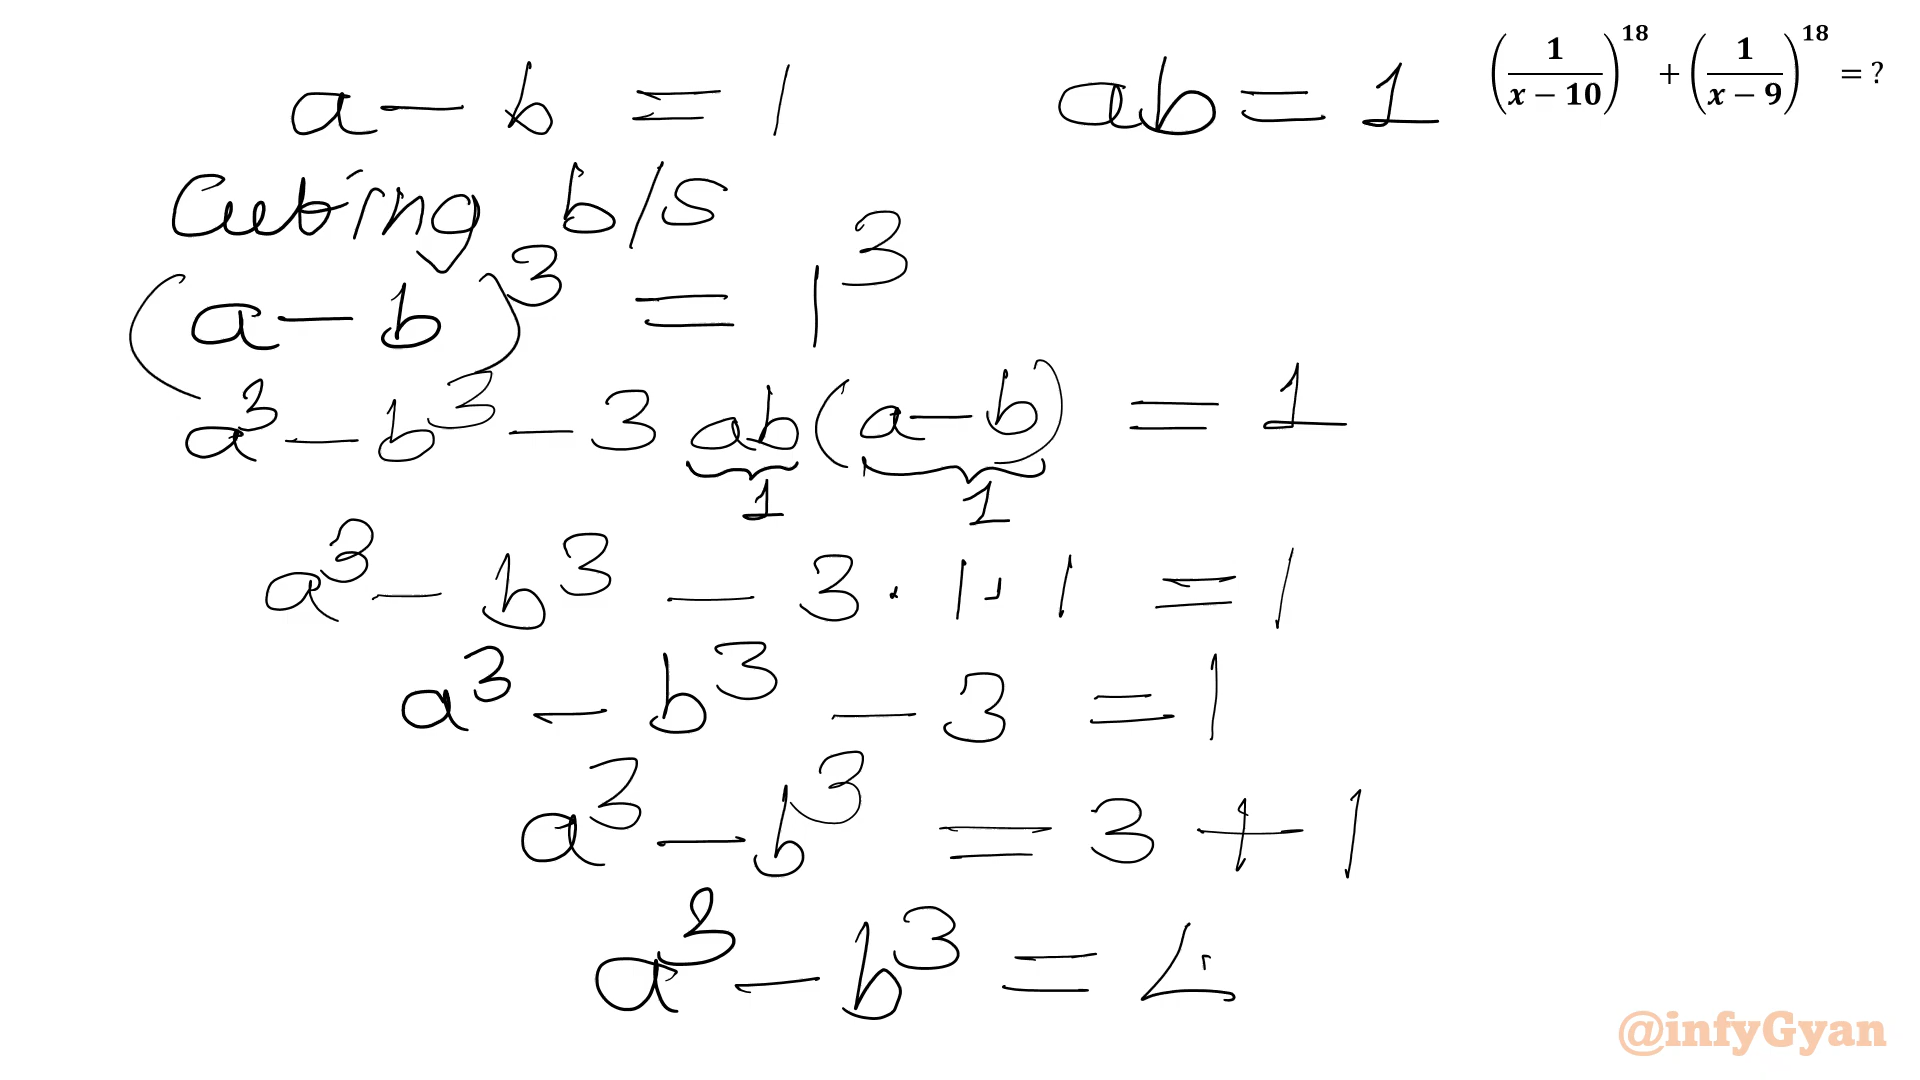 a - b = 1    ab = 1    (1/(x - 10))^18 + (1/(x - 9))^18 = ?
Cubing b/s
(a - b)^3 = 1^3
a^3 - b^3 - 3 ab (a - b) = 1
1    1
a^3 - b^3 - 3 · 1 · 1 = 1
a^3 - b^3 - 3 = 1
a^3 - b^3 = 3 + 1
a^3 - b^3 = 4
@infyGyan